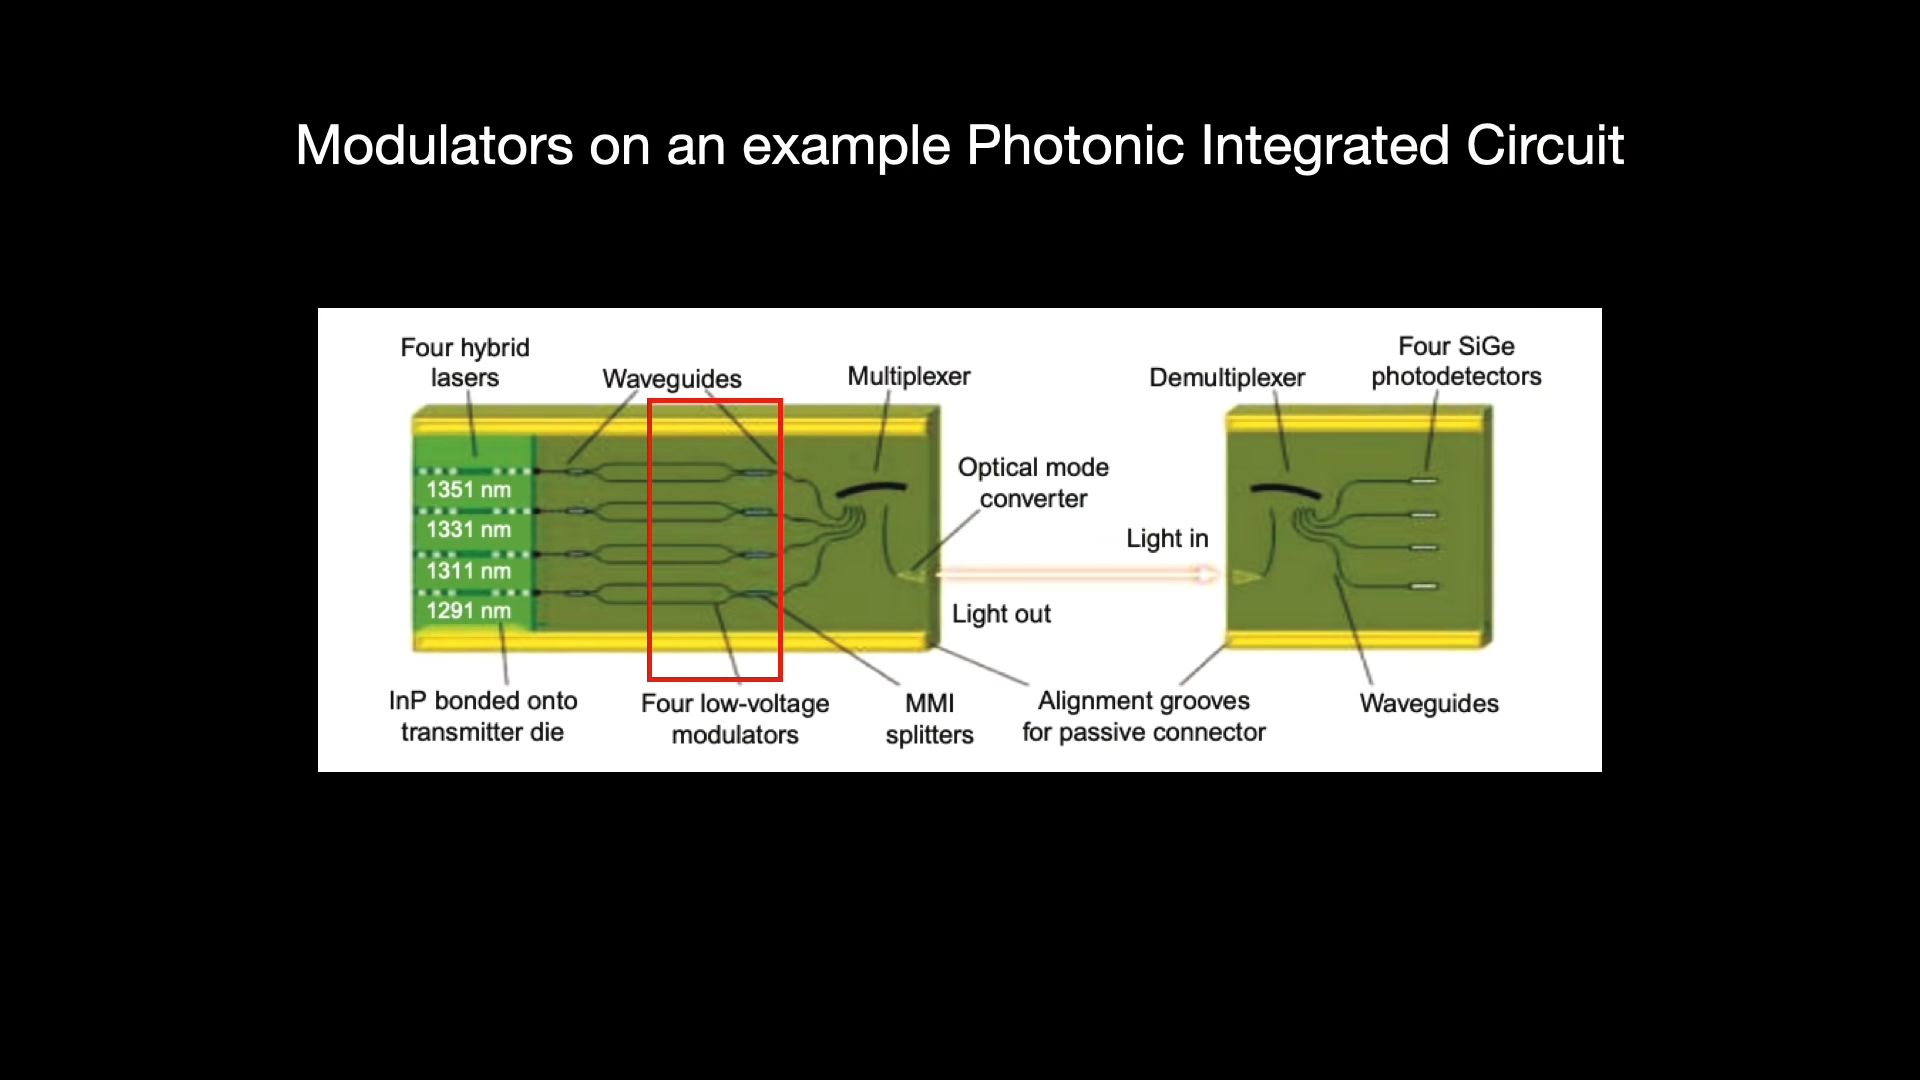 Modulators on an example Photonic Integrated Circuit
Four hybrid
lasers
Waveguides
Multiplexer
Demultiplexer
Four SiGe
photodetectors
Optical mode
converter
1351 nm
1331 nm
1311 nm
1291 nm
Light in
Light out
InP bonded onto
transmitter die
Four low-voltage
modulators
MMI
splitters
Alignment grooves
for passive connector
Waveguides